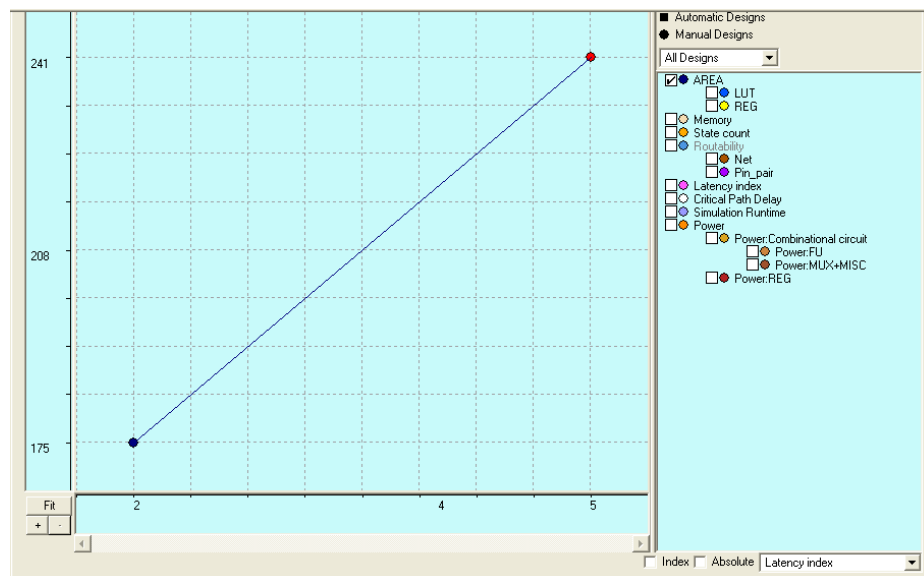 241
208
175
2 4 5
Fit
+ -
Automatic Designs
Manual Designs
All Designs
AREA
LUT
REG
Memory
State count
Routability
Net
Pin_pair
Latency index
Critical Path Delay
Simulation Runtime
Power
Power:Combinational circuit
Power:FU
Power:MUX+MISC
Power:REG
Index Absolute Latency index